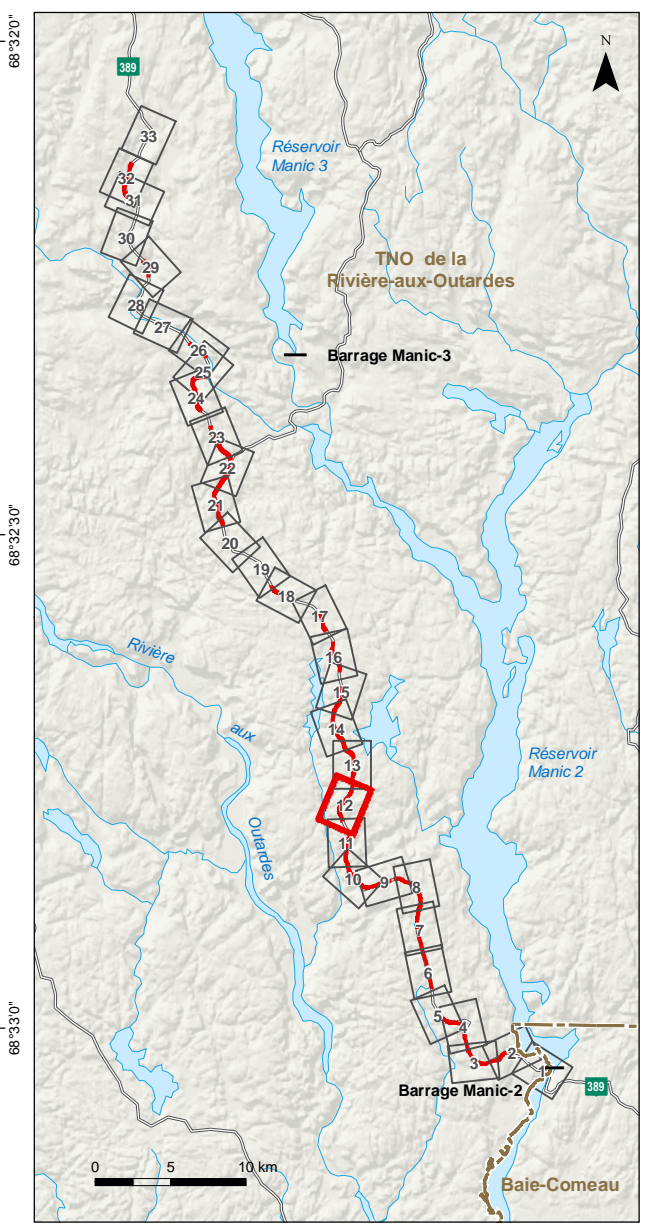 68°32'0"
389
N
33
Réservoir
Manic 3
32
31
30
TNO de la
Rivière-aux-Outardes
29
28
27
26
Barrage Manic-3
25
24
23
22
21
68°32'30"
20
19
18
17
Rivière
16
15
aux
14
Réservoir
Manic 2
13
12
Outardes
11
10
9
8
7
6
5
4
68°33'0"
3
2
1
Barrage Manic-2
389
0 5 10 km
Baie-Comeau